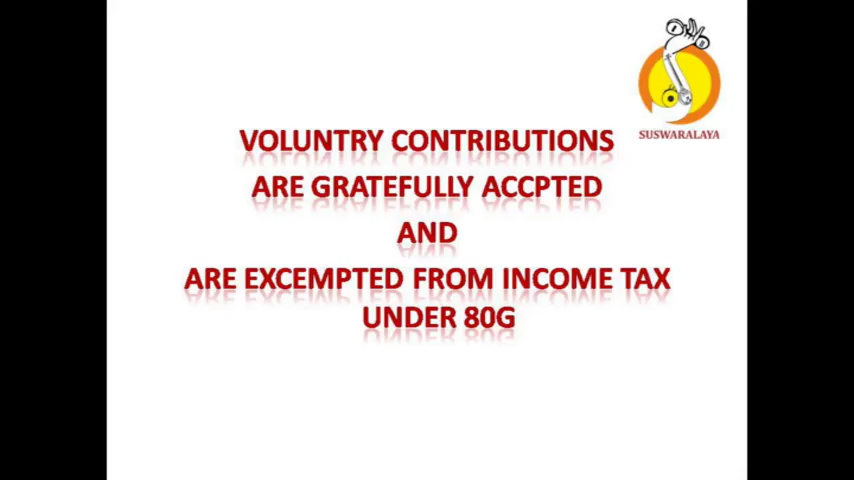 SUSWARALAYA
VOLUNTRY CONTRIBUTIONS
ARE GRATEFULLY ACCPTED
AND
ARE EXCEMPTED FROM INCOME TAX
UNDER 80G